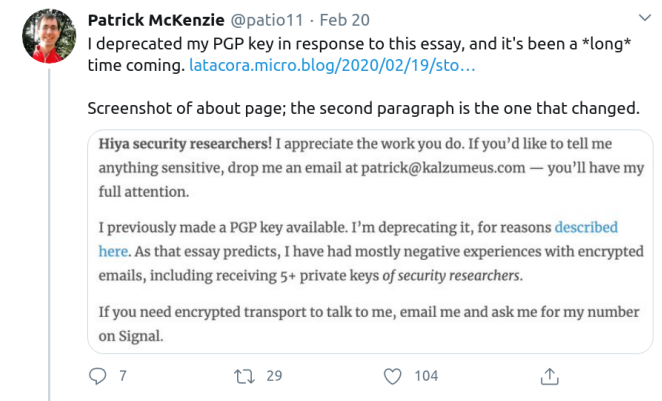 Patrick McKenzie @patio11 · Feb 20
I deprecated my PGP key in response to this essay, and it's been a *long*
time coming. latacora.micro.blog/2020/02/19/sto…
Screenshot of about page; the second paragraph is the one that changed.
Hiya security researchers! I appreciate the work you do. If you’d like to tell me
anything sensitive, drop me an email at patrick@kalzumeus.com — you’ll have my
full attention.
I previously made a PGP key available. I’m deprecating it, for reasons described
here. As that essay predicts, I have had mostly negative experiences with encrypted
emails, including receiving 5+ private keys of security researchers.
If you need encrypted transport to talk to me, email me and ask me for my number
on Signal.
7 29 104